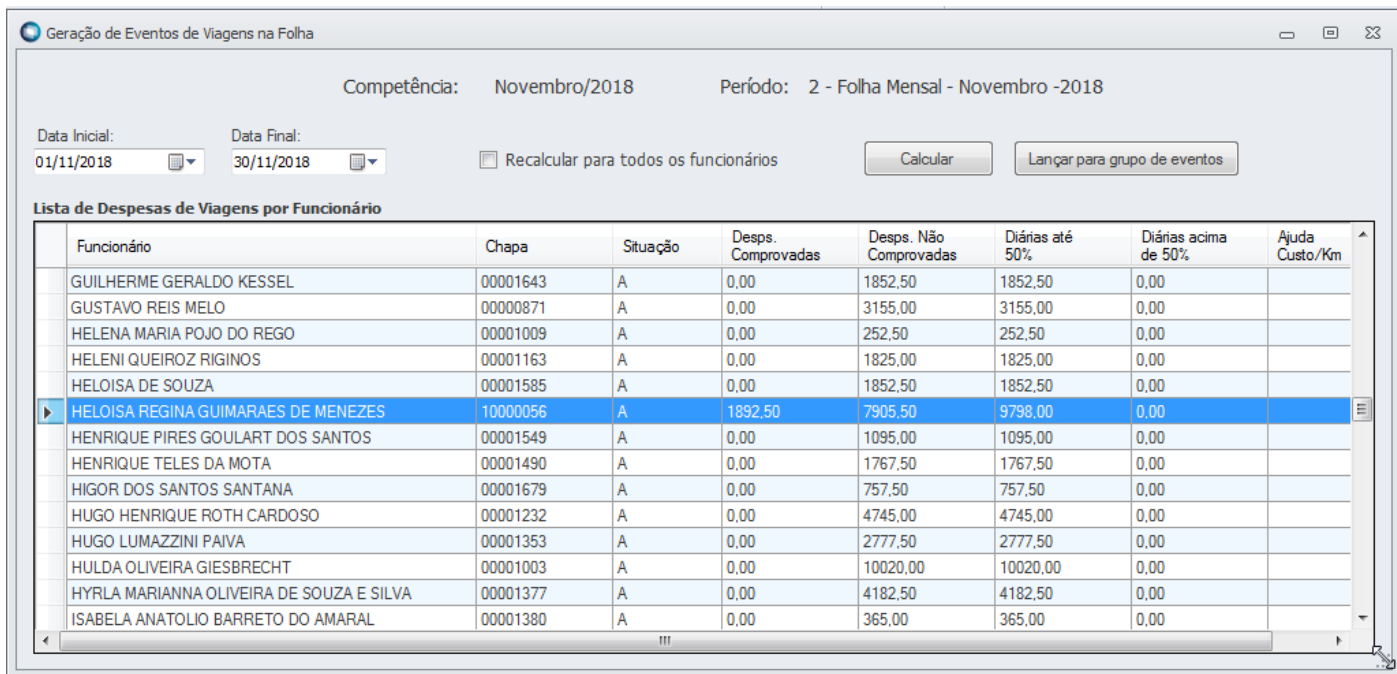 Geração de Eventos de Viagens na Folha
Competência: Novembro/2018 Período: 2 - Folha Mensal - Novembro -2018
Data Inicial: Data Final:
01/11/2018 30/11/2018 Recalcular para todos os funcionários Calcular Lançar para grupo de eventos
Lista de Despesas de Viagens por Funcionário
Funcionário Chapa Situação Desps. Comprovadas Desps. Não Comprovadas Diárias até 50% Diárias acima de 50% Ajuda Custo/Km
GUILHERME GERALDO KESSEL 00001643 A 0,00 1852,50 1852,50 0,00
GUSTAVO REIS MELO 00000871 A 0,00 3155,00 3155,00 0,00
HELENA MARIA POJO DO REGO 00001009 A 0,00 252,50 252,50 0,00
HELENI QUEIROZ RIGINOS 00001163 A 0,00 1825,00 1825,00 0,00
HELOISA DE SOUZA 00001585 A 0,00 1852,50 1852,50 0,00
HELOISA REGINA GUIMARAES DE MENEZES 10000056 A 1892,50 7905,50 9798,00 0,00
HENRIQUE PIRES GOULART DOS SANTOS 00001549 A 0,00 1095,00 1095,00 0,00
HENRIQUE TELES DA MOTA 00001490 A 0,00 1767,50 1767,50 0,00
HIGOR DOS SANTOS SANTANA 00001679 A 0,00 757,50 757,50 0,00
HUGO HENRIQUE ROTH CARDOSO 00001232 A 0,00 4745,00 4745,00 0,00
HUGO LUMAZZINI PAIVA 00001353 A 0,00 2777,50 2777,50 0,00
HULDA OLIVEIRA GIESBRECHT 00001003 A 0,00 10020,00 10020,00 0,00
HYRLA MARIANNA OLIVEIRA DE SOUZA E SILVA 00001377 A 0,00 4182,50 4182,50 0,00
ISABELA ANATOLIO BARRETO DO AMARAL 00001380 A 0,00 365,00 365,00 0,00